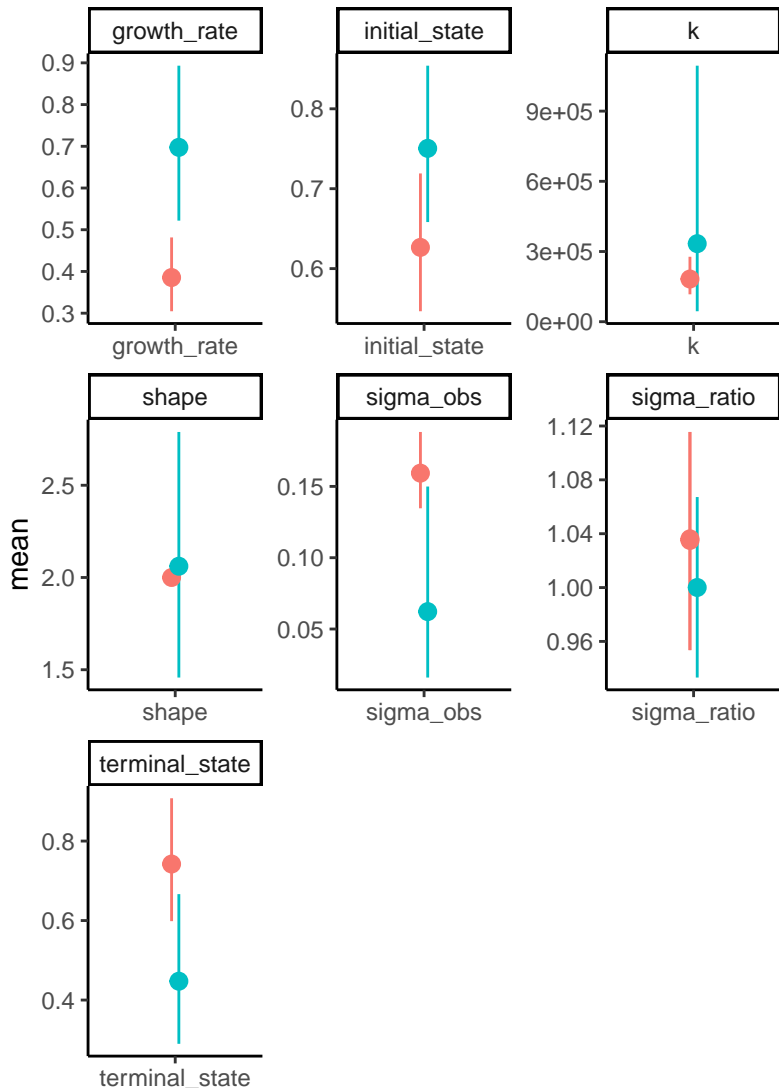 growth_rate
initial_state
k
0.9
0.8
0.7
0.6
0.5
0.4
0.3
growth_rate
0.8
0.7
0.6
initial_state
9e+05
6e+05
3e+05
0e+00
k
mean
shape
sigma_obs
sigma_ratio
2.5
2.0
1.5
shape
0.15
0.10
0.05
sigma_obs
1.12
1.08
1.04
1.00
0.96
sigma_ratio
terminal_state
0.8
0.6
0.4
terminal_state